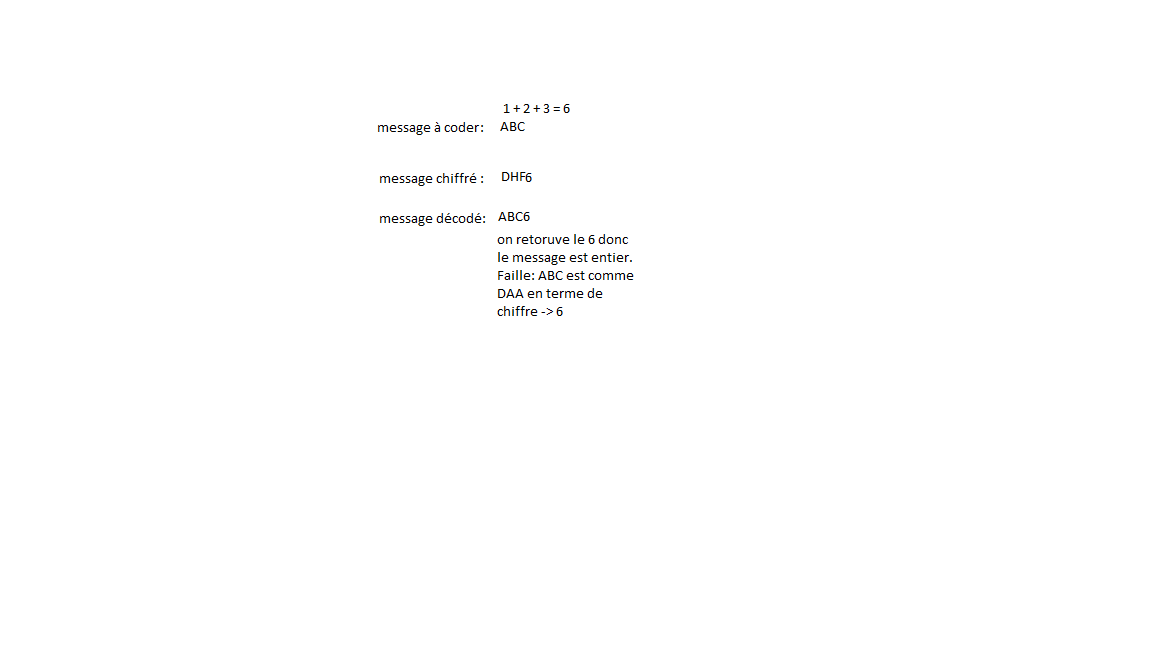 1 + 2 + 3 = 6
message à coder: ABC
message chiffré : DHF6
message décodé: ABC6
on retoruve le 6 donc
le message est entier.
Faille: ABC est comme
DAA en terme de
chiffre -> 6